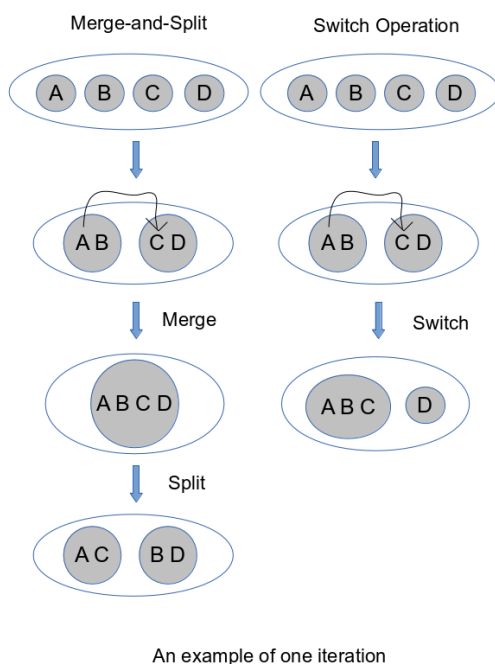 Merge-and-Split
Switch Operation
A B C D
A B C D
A B
C D
A B
C D
Merge
Switch
A B C D
A B C
D
Split
A C
B D
An example of one iteration